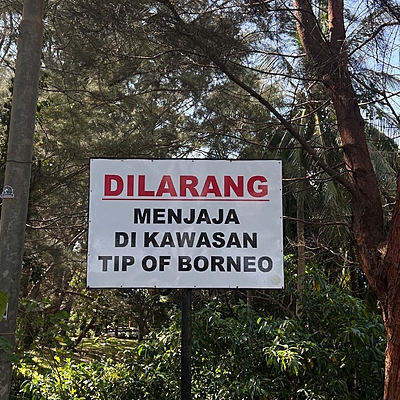 DILARANG
MENJAJA
DI KAWASAN
TIP OF BORNEO